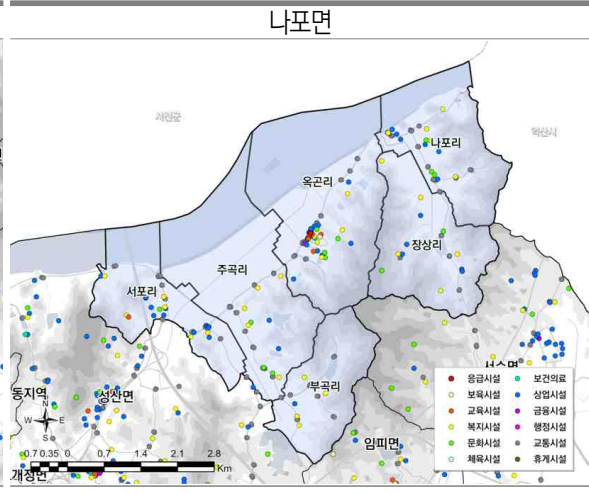 나포면
서천군
익산시
나포리
옥곤리
장상리
주곡리
서포리
부곡리
서수면
동지역
성산면
임피면
개정면
N
W E
S
0.7 0.35 0 0.7 1.4 2.1 2.8
Km
응급시설 보건의료
보육시설 상업시설
교육시설 금융시설
복지시설 행정시설
문화시설 교통시설
체육시설 휴게시설